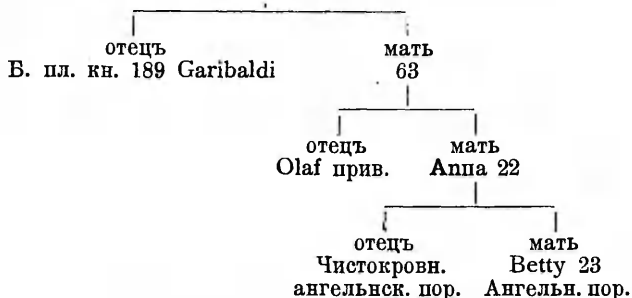 отецъ мать
Б. пл. кн. 189 Garibaldi 63
отецъ мать
Olaf прив. Anna 22
отецъ мать
Чистокровн. Betty 23
ангельнск. пор. Ангельн. пор.